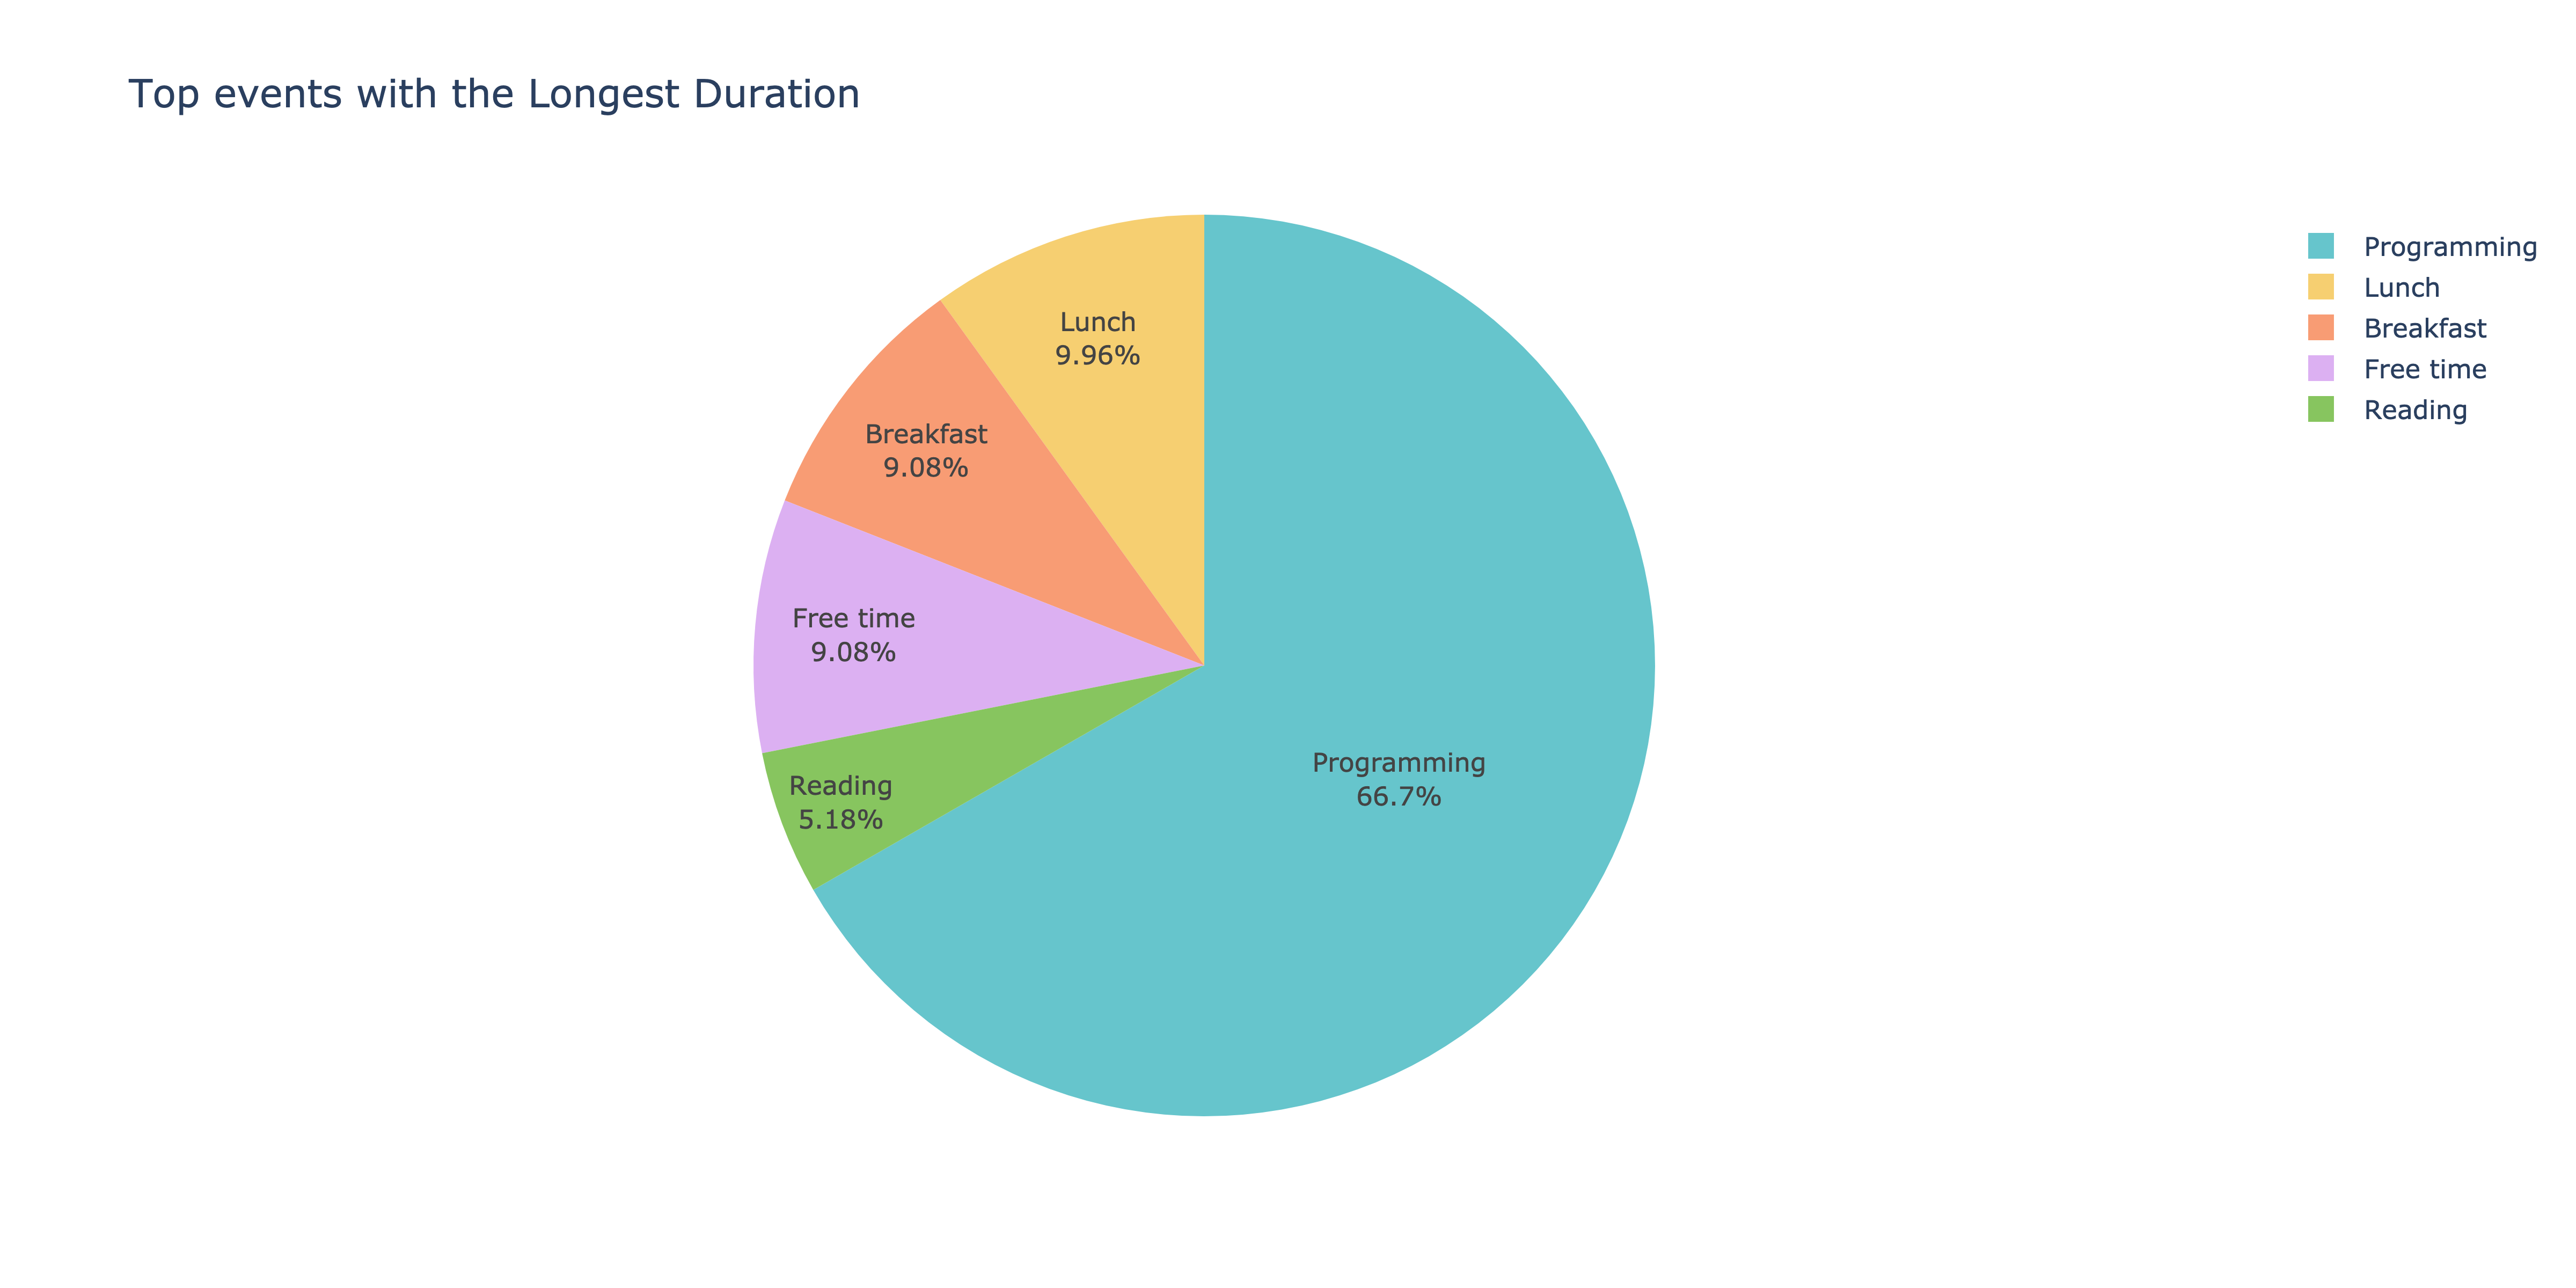 Top events with the Longest Duration
Programming
Lunch
Breakfast
Free time
Reading
Lunch
9.96%
Breakfast
9.08%
Free time
9.08%
Reading
5.18%
Programming
66.7%